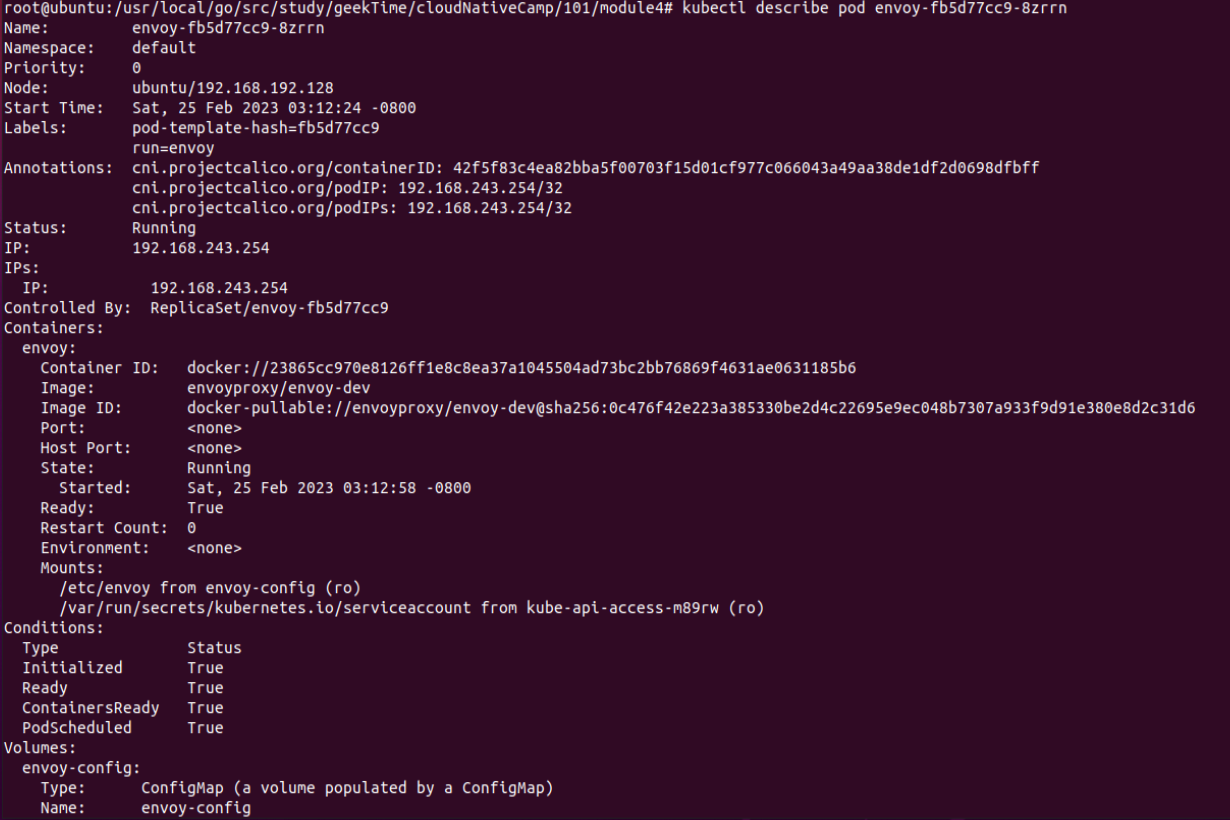 root@ubuntu:/usr/local/go/src/study/geekTime/cloudNativeCamp/101/module4# kubectl describe pod envoy-fb5d77cc9-8zrrn
Name:         envoy-fb5d77cc9-8zrrn
Namespace:    default
Priority:     0
Node:         ubuntu/192.168.192.128
Start Time:   Sat, 25 Feb 2023 03:12:24 -0800
Labels:       pod-template-hash=fb5d77cc9
              run=envoy
Annotations:  cni.projectcalico.org/containerID: 42f5f83c4ea82bba5f00703f15d01cf977c066043a49aa38de1df2d0698dfbff
              cni.projectcalico.org/podIP: 192.168.243.254/32
              cni.projectcalico.org/podIPs: 192.168.243.254/32
Status:       Running
IP:           192.168.243.254
IPs:
  IP:           192.168.243.254
Controlled By:  ReplicaSet/envoy-fb5d77cc9
Containers:
  envoy:
    Container ID:   docker://23865cc970e8126ff1e8c8ea37a1045504ad73bc2bb76869f4631ae0631185b6
    Image:          envoyproxy/envoy-dev
    Image ID:       docker-pullable://envoyproxy/envoy-dev@sha256:0c476f42e223a385330be2d4c22695e9ec048b7307a933f9d91e380e8d2c31d6
    Port:           <none>
    Host Port:      <none>
    State:          Running
      Started:      Sat, 25 Feb 2023 03:12:58 -0800
    Ready:          True
    Restart Count:  0
    Environment:    <none>
    Mounts:
      /etc/envoy from envoy-config (ro)
      /var/run/secrets/kubernetes.io/serviceaccount from kube-api-access-m89rw (ro)
Conditions:
  Type              Status
  Initialized       True
  Ready             True
  ContainersReady   True
  PodScheduled      True
Volumes:
  envoy-config:
    Type:      ConfigMap (a volume populated by a ConfigMap)
    Name:      envoy-config